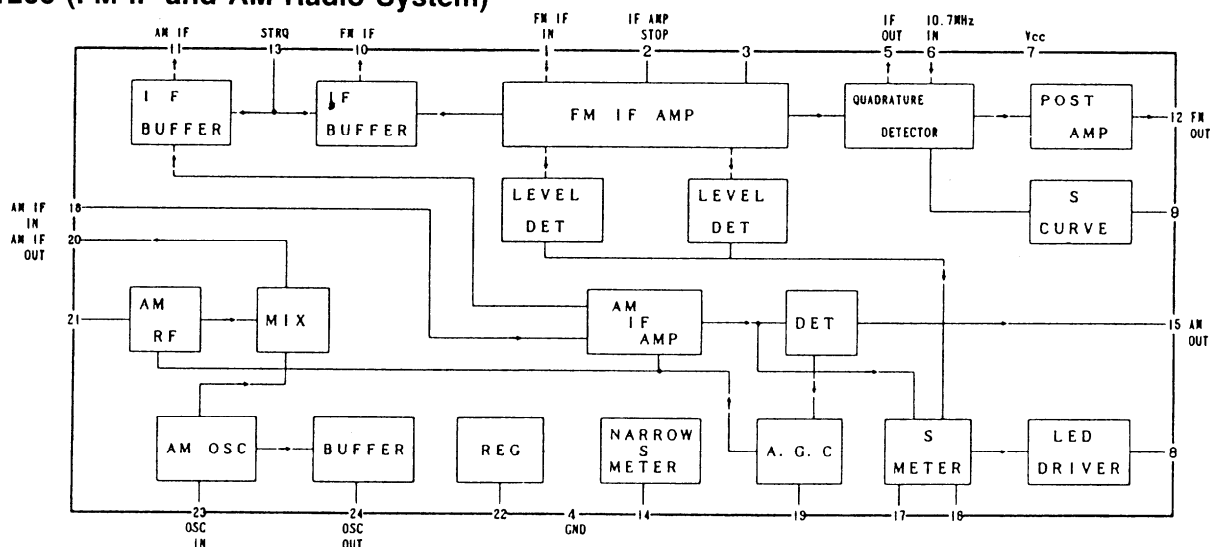 (FM IF and AM Radio System)
AM IF
11
STRQ
13
FM IF
10
FM IF
IN
1
IF AMP
STOP
2
3
IF
OUT
5
10.7MHz
IN
6
Vcc
7
I F
BUFFER
IF
BUFFER
FM IF AMP
QUADRATURE
DETECTOR
POST
AMP
12 FM
OUT
LEVEL
DET
LEVEL
DET
S
CURVE
9
AM IF 18
IN
AM IF 20
OUT
21
AM
RF
MIX
AM
IF
AMP
DET
15 AM
OUT
AM OSC
BUFFER
REG
NARROW
S
METER
A.G.C
S
METER
LED
DRIVER
8
23
OSC
IN
24
OSC
OUT
22
4
GND
14
19
17
16